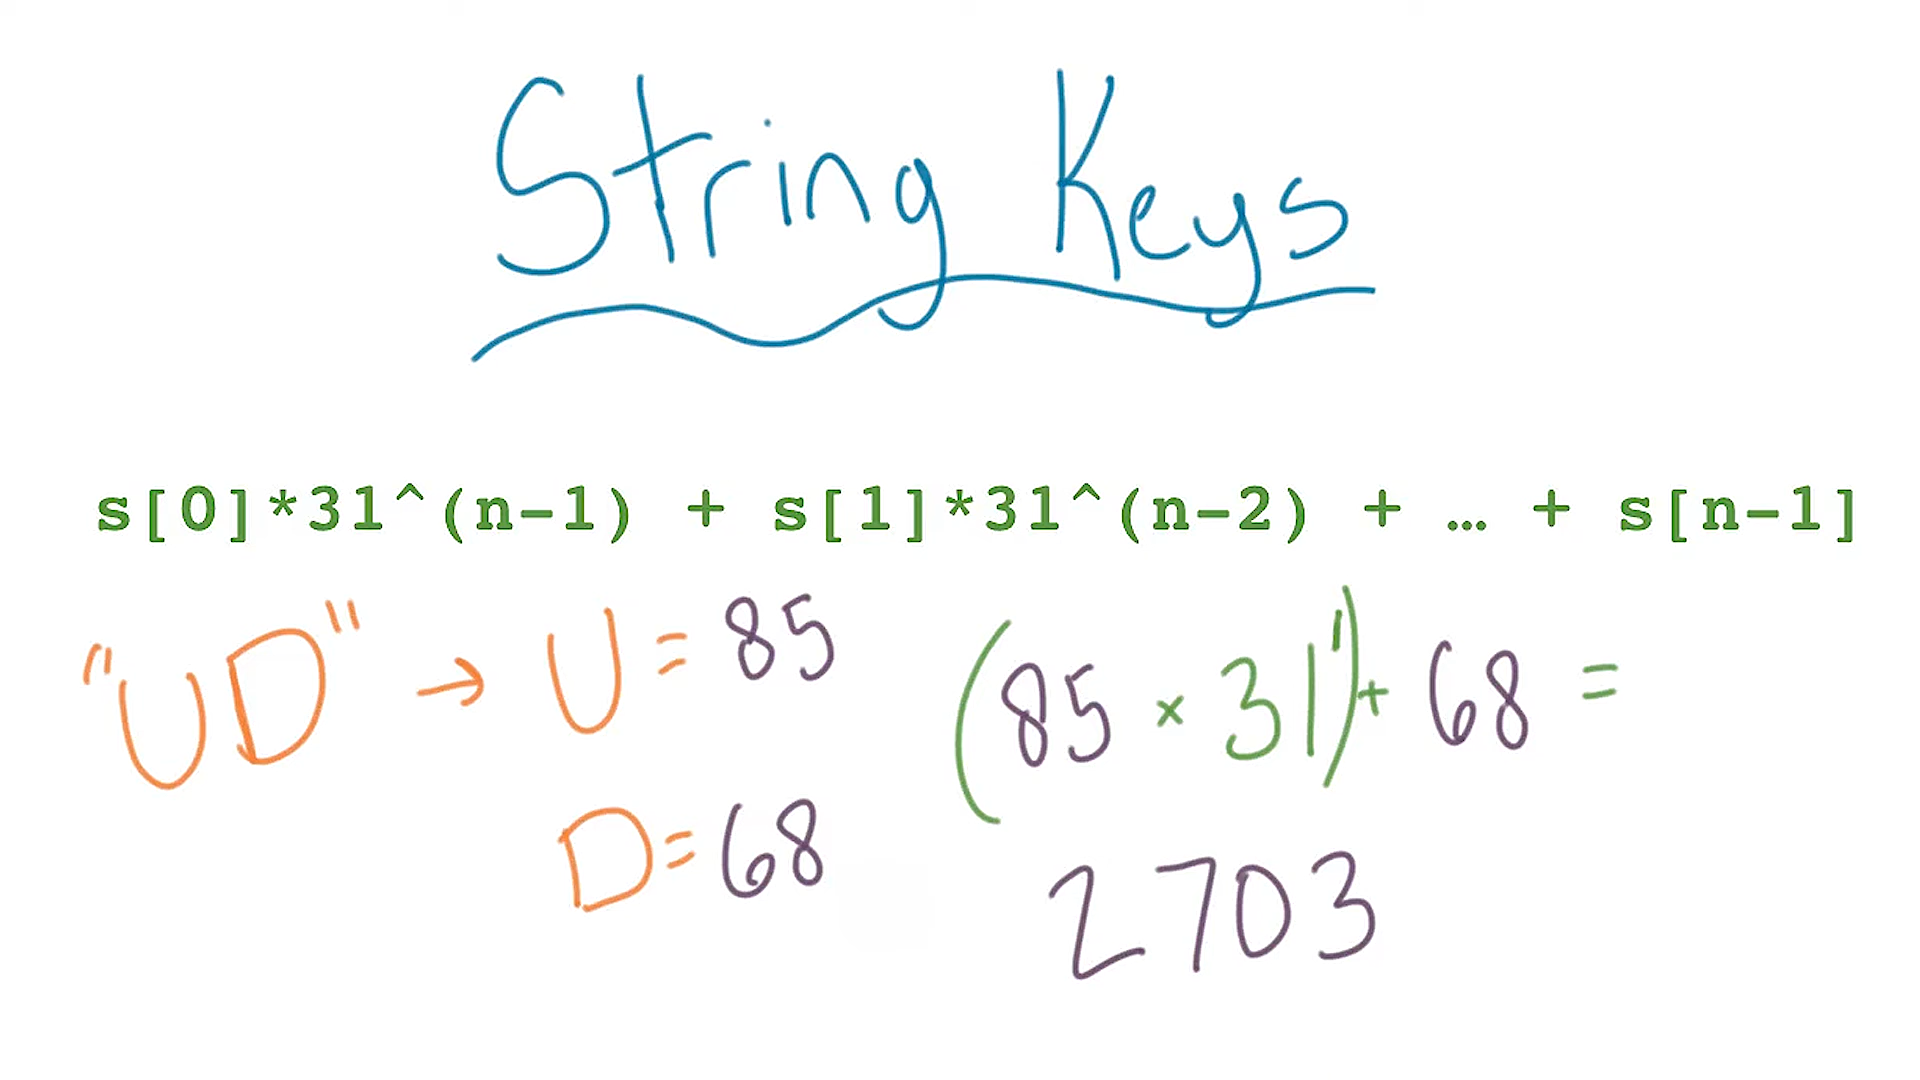 String Keys
s[0]*31^(n-1) + s[1]*31^(n-2) + … + s[n-1]
"UD" → U = 85
(85 × 31¹) + 68 =
D = 68
2703